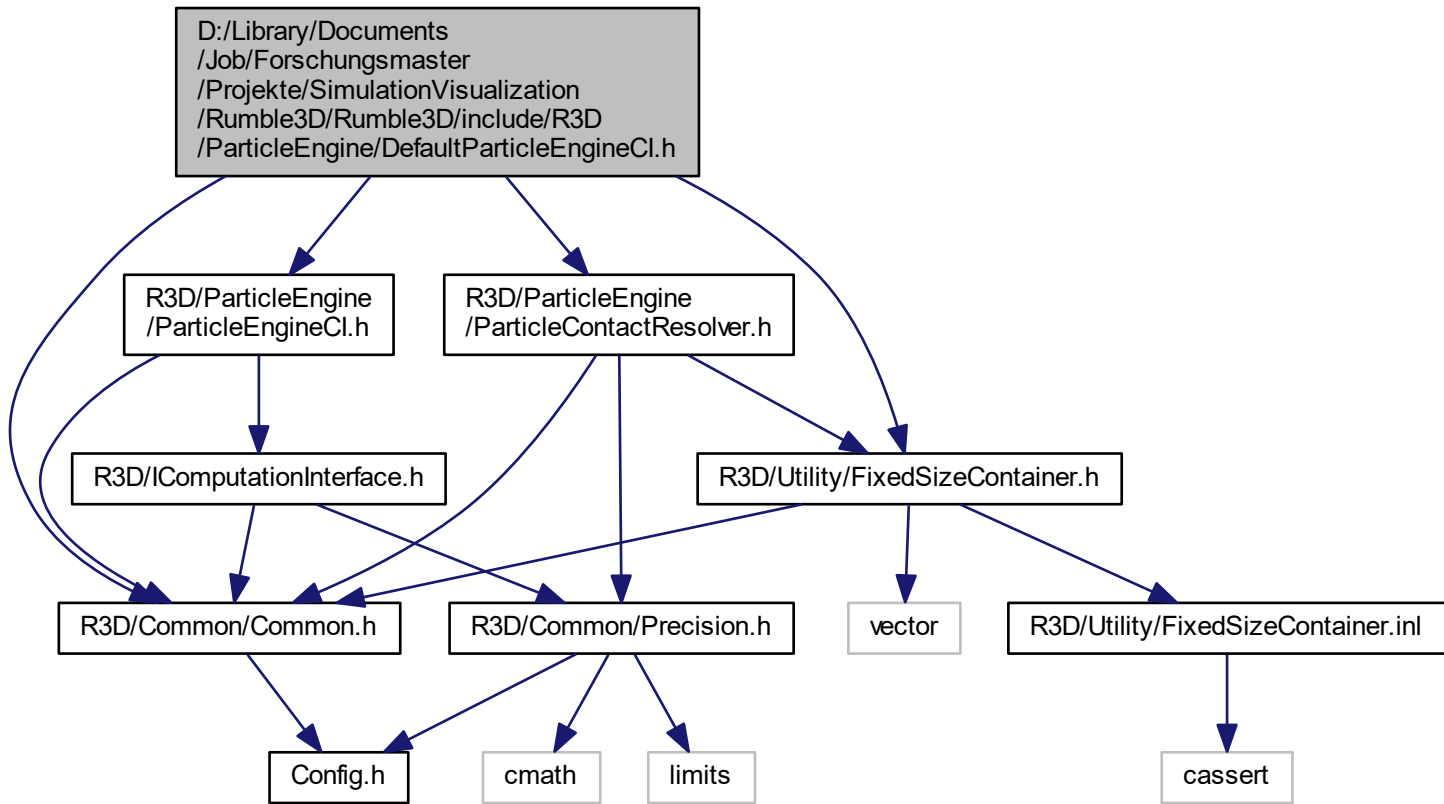 D:/Library/Documents
/Job/Forschungsmaster
/Projekte/SimulationVisualization
/Rumble3D/Rumble3D/include/R3D
/ParticleEngine/DefaultParticleEngineCI.h
R3D/ParticleEngine
/ParticleEngineCI.h
R3D/ParticleEngine
/ParticleContactResolver.h
R3D/IComputationInterface.h
R3D/Utility/FixedSizeContainer.h
R3D/Common/Common.h
R3D/Common/Precision.h
vector
R3D/Utility/FixedSizeContainer.inl
Config.h
cmath
limits
cassert